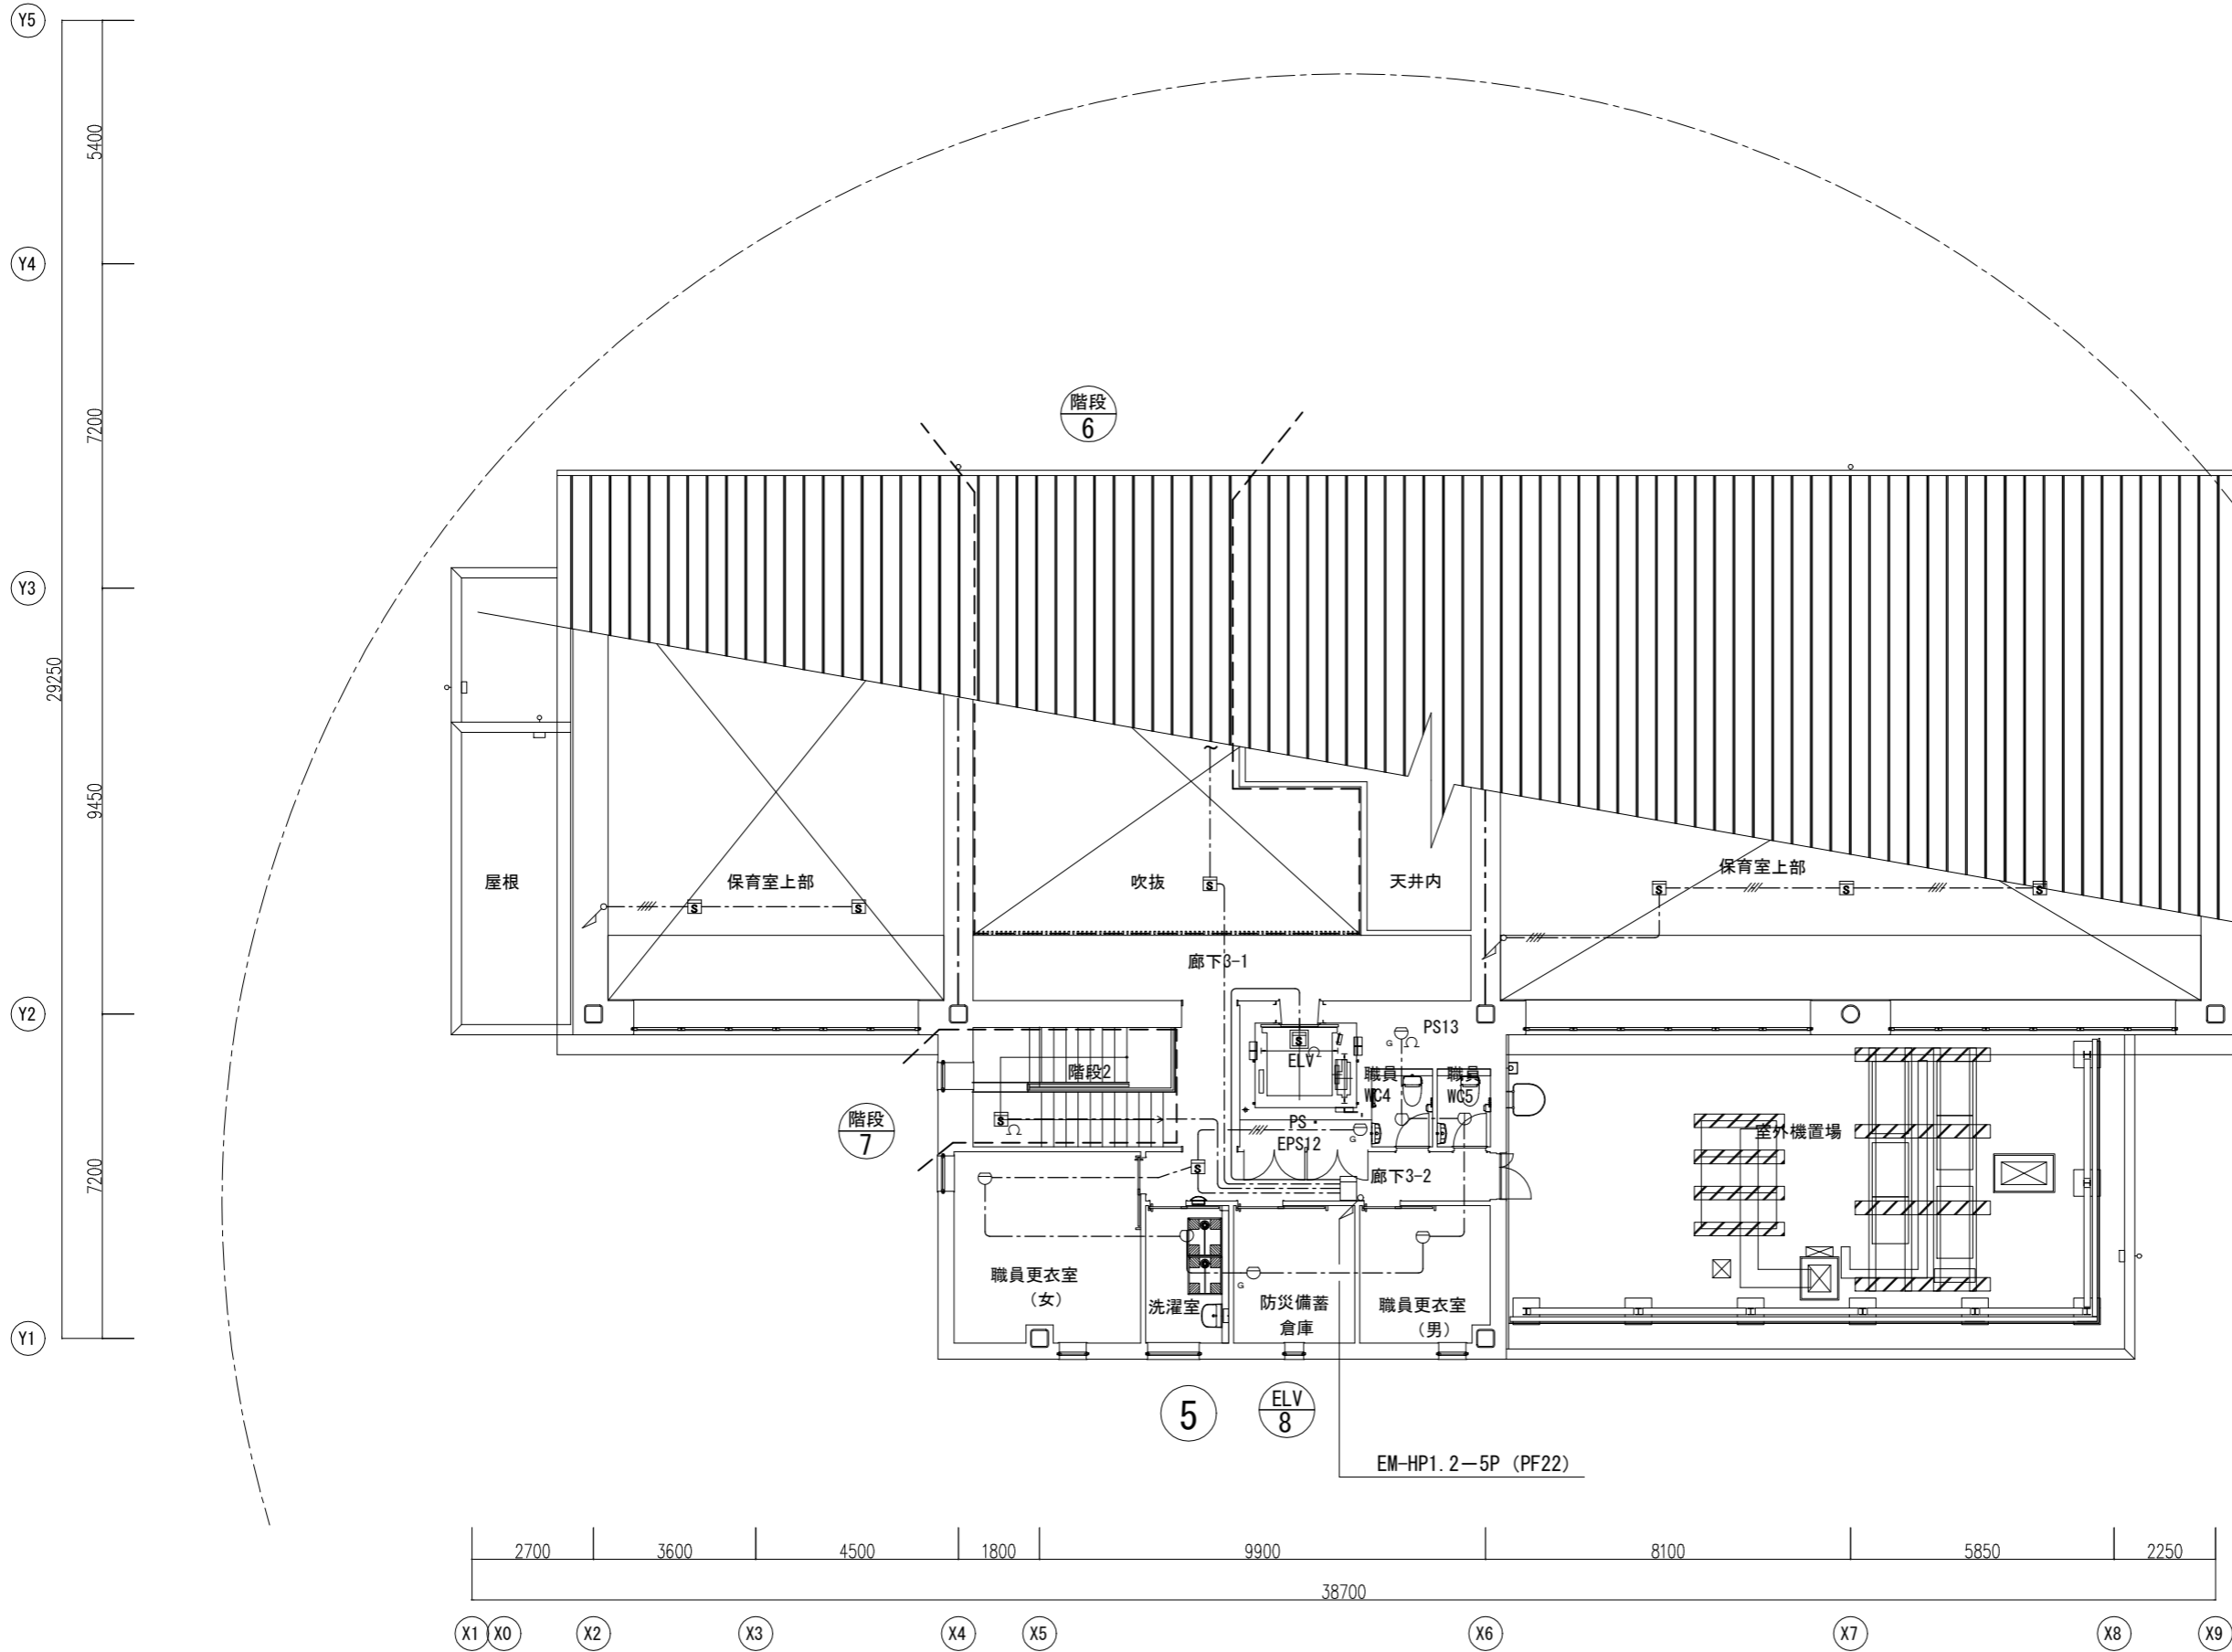 Y5
5400
Y4
階段
6
7200
Y3
29250
9450
屋根
保育室上部
S
S
吹抜
S
天井内
保育室上部
S
S
S
廊下3-1
Y2
PS13
G
S
ELV
階段2
職員
WC4
職員
WC5
S
階段
7
PS・
EPS12
G
室外機置場
S
廊下3-2
7200
職員更衣室
(女)
洗濯室
G
防災備蓄
倉庫
職員更衣室
(男)
Y1
5
ELV
8
EM-HP1.2ー5P (PF22)
2700
3600
4500
1800
9900
8100
5850
2250
38700
X1
X0
X2
X3
X4
X5
X6
X7
X8
X9